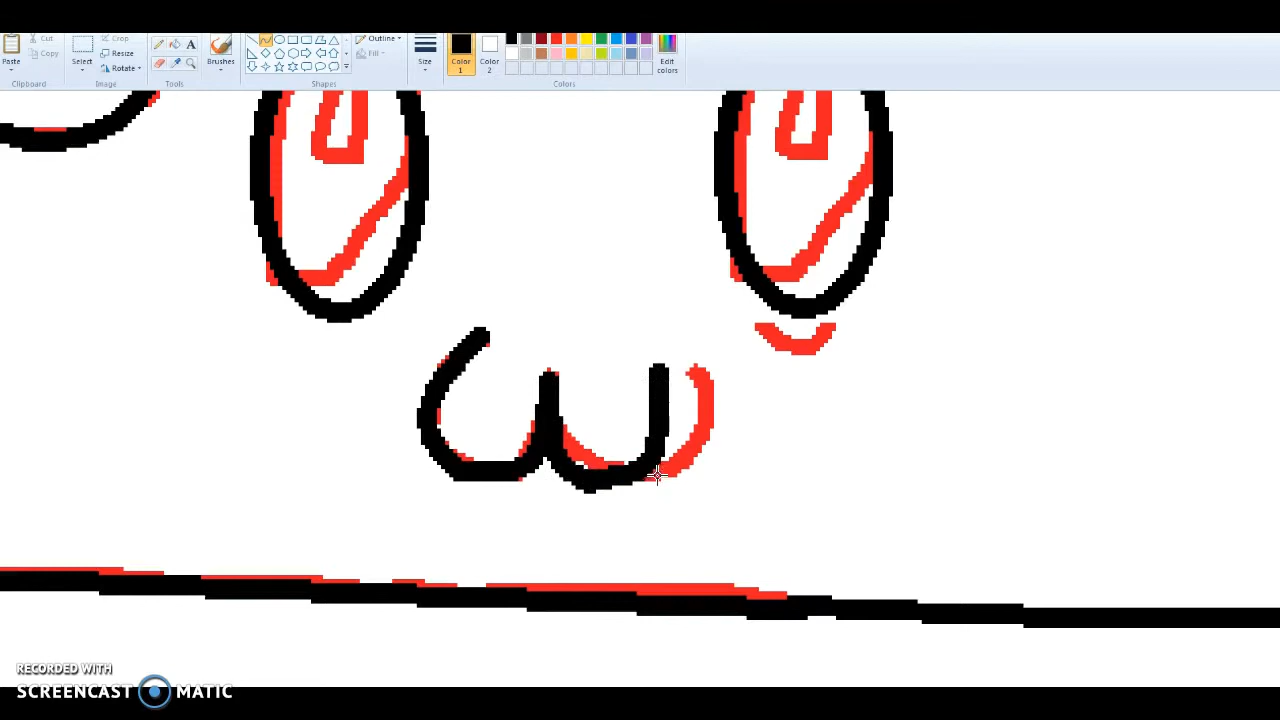 Cut
Copy
Paste
Clipboard
Select
Crop
Resize
Rotate
Image
A
Tools
Brushes
Outline
Fill
Shapes
Size
Color
1
Color
2
Edit
colors
Colors
RECORDED WITH
SCREENCAST MATIC